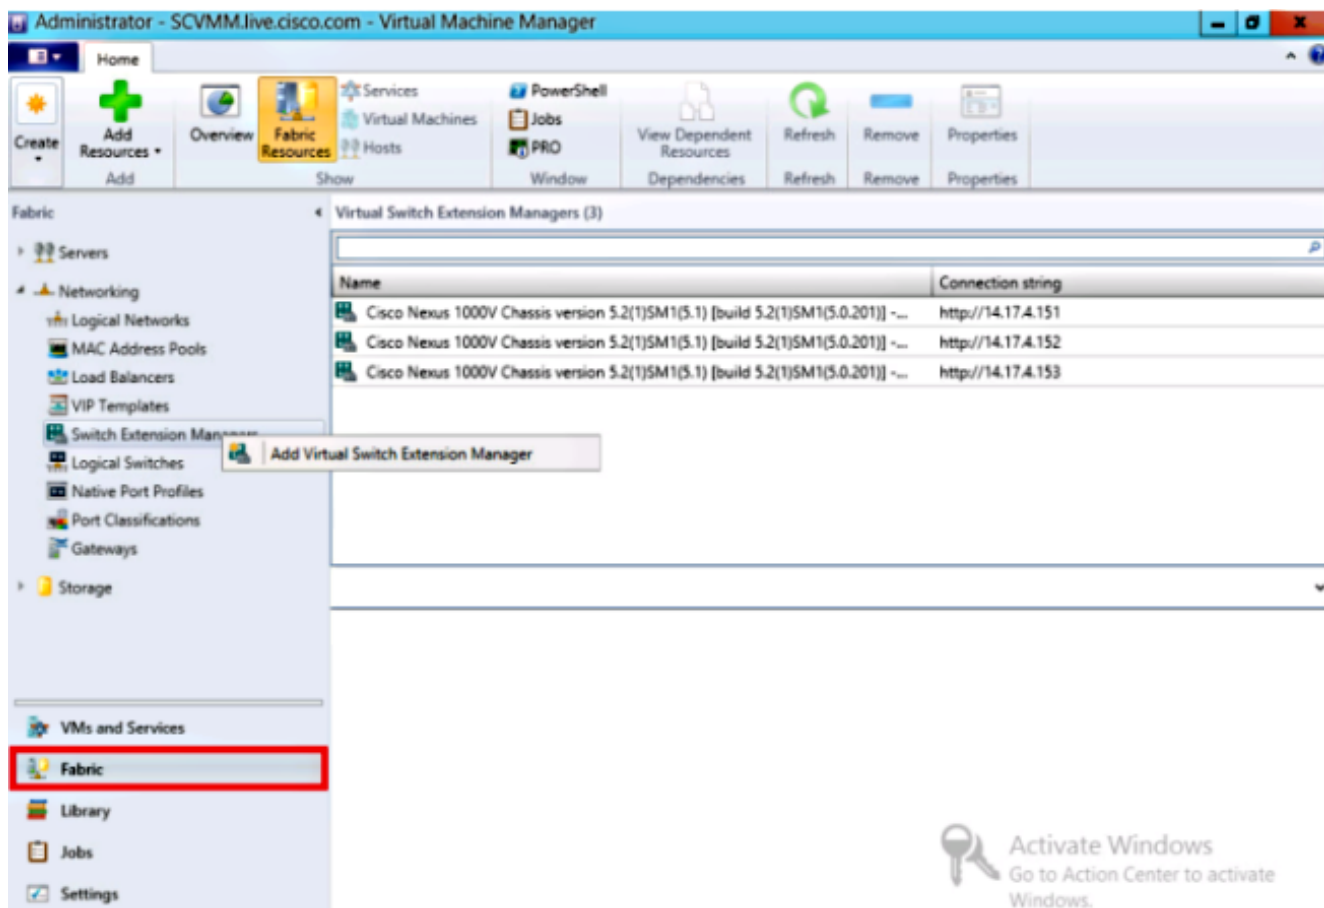 Administrator - SCVMM.live.cisco.com - Virtual Machine Manager
Home
Create
Add Resources
Add
Overview
Fabric Resources
Services
Virtual Machines
Hosts
Show
PowerShell
Jobs
PRO
Window
View Dependent Resources
Dependencies
Refresh
Refresh
Remove
Remove
Properties
Properties
Fabric
Servers
Networking
Logical Networks
MAC Address Pools
Load Balancers
VIP Templates
Switch Extension Managers
Logical Switches
Native Port Profiles
Port Classifications
Gateways
Storage
Add Virtual Switch Extension Manager
Virtual Switch Extension Managers (3)
Name Connection string
Cisco Nexus 1000V Chassis version 5.2(1)SM1(5.1) [build 5.2(1)SM1(5.0.201)] -... http://14.17.4.151
Cisco Nexus 1000V Chassis version 5.2(1)SM1(5.1) [build 5.2(1)SM1(5.0.201)] -... http://14.17.4.152
Cisco Nexus 1000V Chassis version 5.2(1)SM1(5.1) [build 5.2(1)SM1(5.0.201)] -... http://14.17.4.153
VMs and Services
Fabric
Library
Jobs
Settings
Activate Windows
Go to Action Center to activate
Windows.